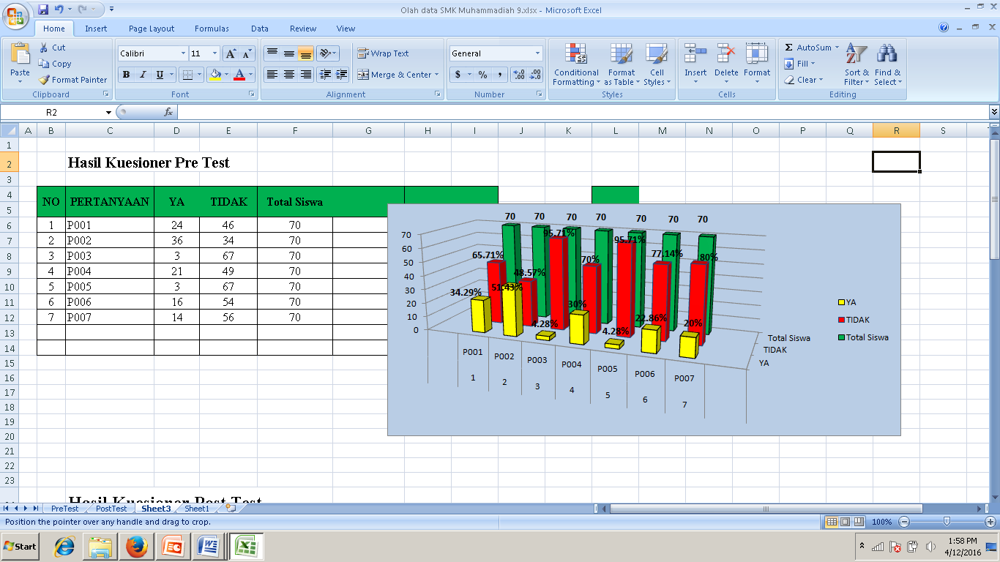 Olah data SMK Muhammadiah 9.xlsx - Microsoft Excel
Home Insert Page Layout Formulas Data Review View
Paste
Cut
Copy
Format Painter
Clipboard
Calibri 11
A A
B I U A
Font
Wrap Text
Merge & Center
Alignment
General
$ % , .0 .00 .00 .0
Number
Conditional Formatting
Format as Table
Cell Styles
Styles
Insert Delete Format
Cells
Σ AutoSum
Fill
Clear
Sort & Filter
Find & Select
Editing
R2 fx
A B C D E F G H I J K L M N O P Q R S
1
2 Hasil Kuesioner Pre Test
3
4
5
NO PERTANYAAN YA TIDAK Total Siswa
6 1 P001 24 46 70
7 2 P002 36 34 70
8 3 P003 3 67 70
9 4 P004 21 49 70
10 5 P005 3 67 70
11 6 P006 16 54 70
12 7 P007 14 56 70
13
14
15
16
17
18
19
20
21
22
23
70 70 70 70 70 70 70
65.71% 48.57% 95.71% 70% 95.71% 77.14% 80%
34.29% 51.43% 4.28% 30% 4.28% 22.86% 20%
70
60
50
40
30
20
10
0
P001 P002 P003 P004 P005 P006 P007
1 2 3 4 5 6 7
Total Siswa
TIDAK
YA
YA
TIDAK
Total Siswa
Hasil Kuesioner Post Test
PreTest PostTest Sheet3 Sheet1
Position the pointer over any handle and drag to crop. 100%
Start
1:58 PM
4/12/2016